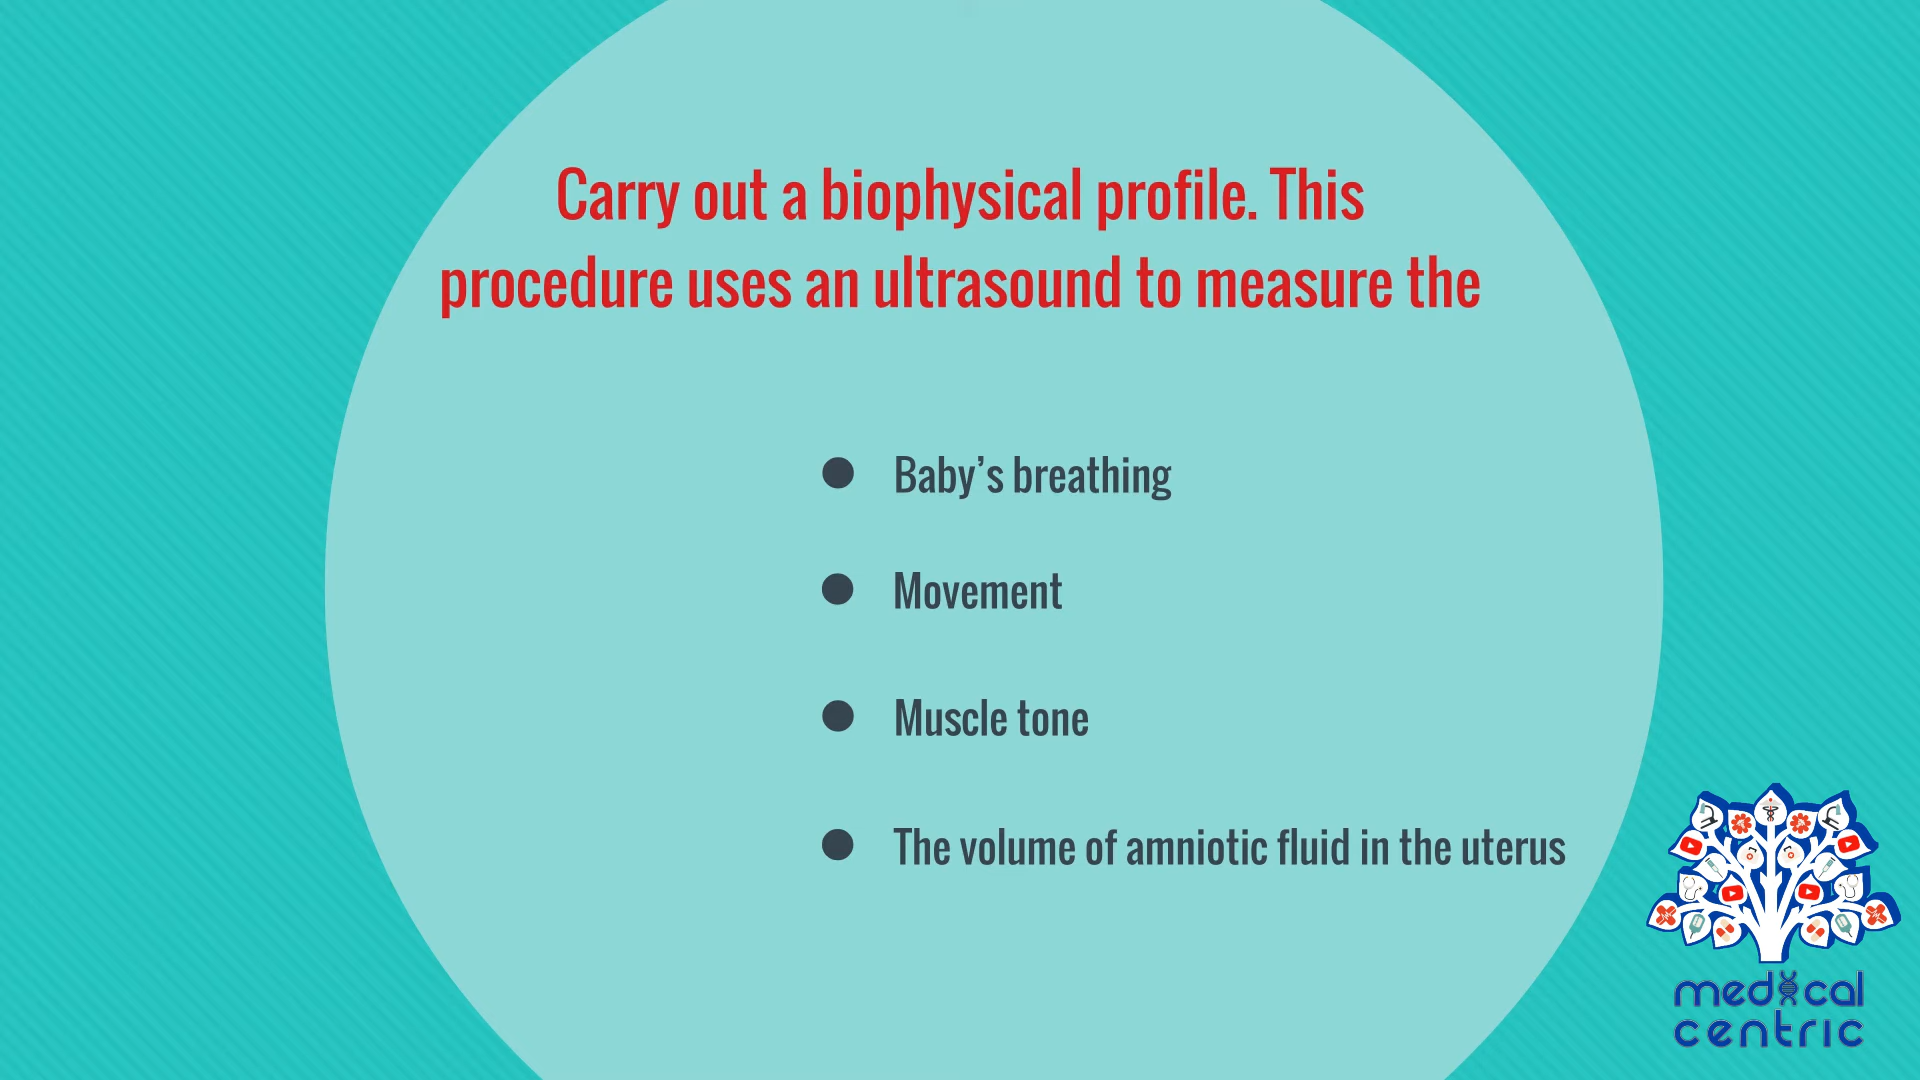 Carry out a biophysical profile. This
procedure uses an ultrasound to measure the
● Baby’s breathing
● Movement
● Muscle tone
● The volume of amniotic fluid in the uterus
medical
centric